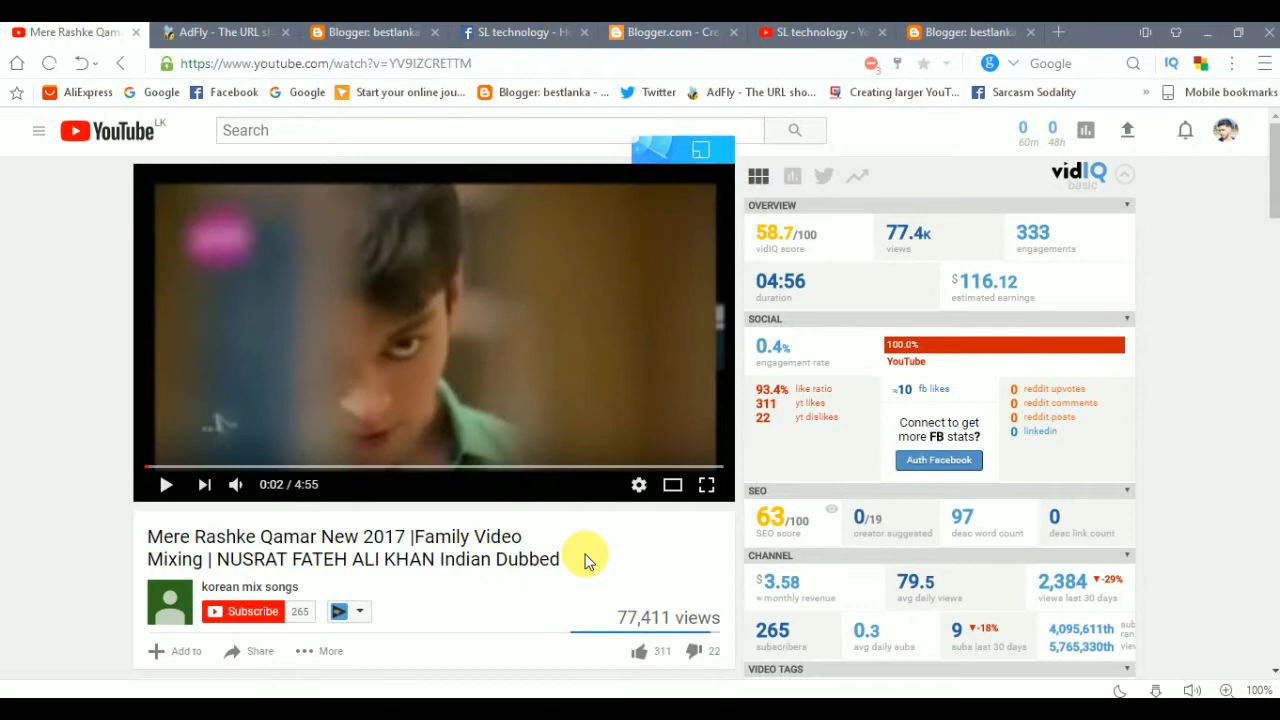 Mere Rashke Qam
AdFly - The URL sh
Blogger: bestlanka
SL technology - H
Blogger.com - Cre
SL technology - Y
Blogger: bestlan
https://www.youtube.com/watch?v=YV9IZCRETTM
3
Google
IQ
AliExpress
Google
Facebook
Google
Start your online jou...
Blogger: bestlanka - ...
Twitter
AdFly - The URL sho...
Creating larger YouT...
Sarcasm Sodality
»
Mobile bookmarks
YouTube LK
Search
0 0
60m 48h
vidIQ
basic
OVERVIEW
58.7/100
vidIQ score
77.4K
views
333
engagements
04:56
duration
$116.12
estimated earnings
SOCIAL
0.4%
engagement rate
100.0%
YouTube
93.4% like ratio
311 yt likes
22 yt dislikes
≈10 fb likes
Connect to get
more FB stats?
Auth Facebook
0 reddit upvotes
0 reddit comments
0 reddit posts
0 linkedin
0:02 / 4:55
SEO
63/100
SEO score
0/19
creator suggested
97
desc word count
0
desc link count
CHANNEL
$3.58
≈ monthly revenue
79.5
avg daily views
2,384 -29%
views last 30 days
265
subscribers
0.3
avg daily subs
9 -18%
subs last 30 days
4,095,611th sub
5,765,330th
VIDEO TAGS
Mere Rashke Qamar New 2017 |Family Video
Mixing | NUSRAT FATEH ALI KHAN Indian Dubbed
korean mix songs
Subscribe 265
77,411 views
Add to
Share
More
311
22
100%